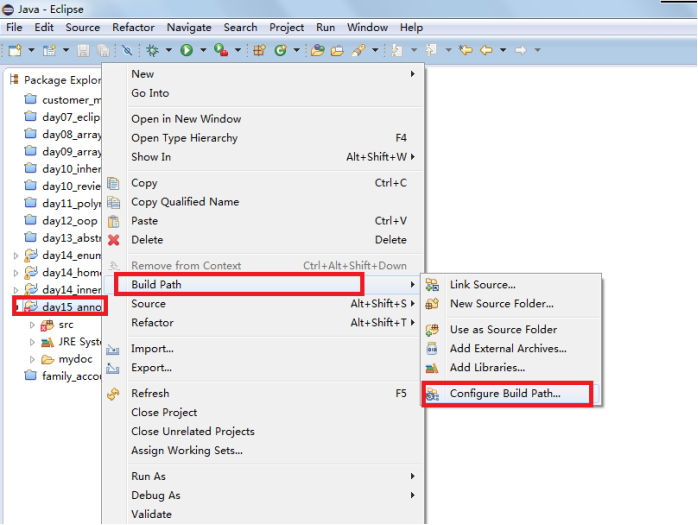 Java - Eclipse
File Edit Source Refactor Navigate Search Project Run Window Help
Package Explor
customer_m
day07_eclip
day08_array
day09_array
day10_inher
day10_revie
day11_polyr
day12_oop
day13_abstr
day14_enum
day14_home
day14_inner
day15_anno
src
JRE Syste
mydoc
family_accou
New
Go Into
Open in New Window
Open Type Hierarchy F4
Show In Alt+Shift+W
Copy Ctrl+C
Copy Qualified Name
Paste Ctrl+V
Delete Delete
Remove from Context Ctrl+Alt+Shift+Down
Build Path
Source Alt+Shift+S
Refactor Alt+Shift+T
Import...
Export...
Refresh F5
Close Project
Close Unrelated Projects
Assign Working Sets...
Run As
Debug As
Validate
Link Source...
New Source Folder...
Use as Source Folder
Add External Archives...
Add Libraries...
Configure Build Path...